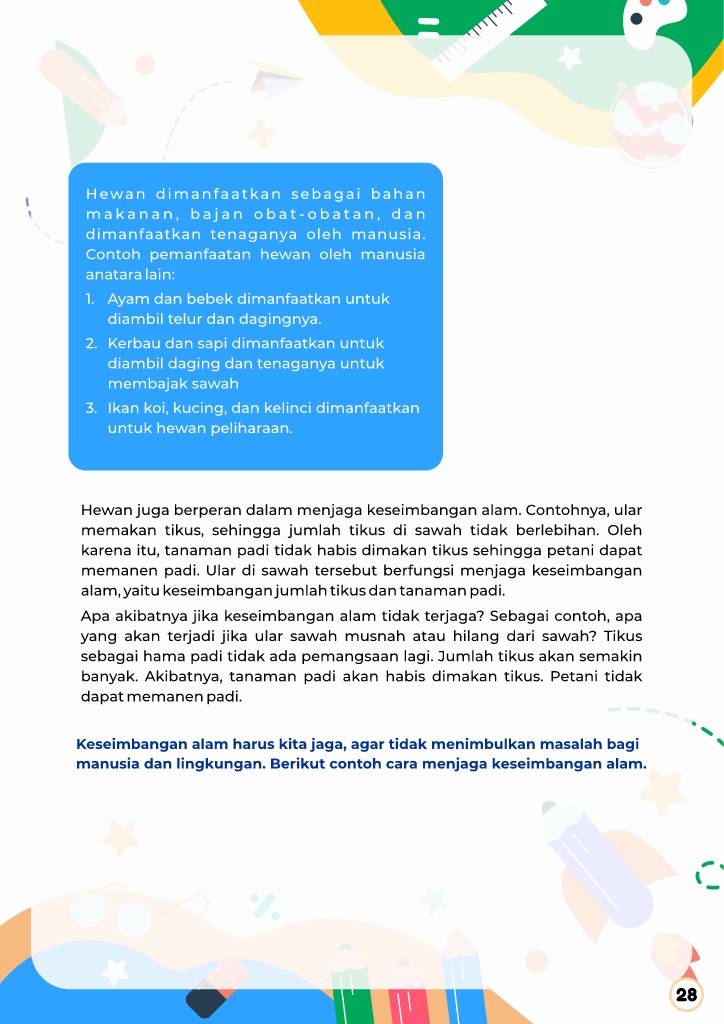 Hewan dimanfaatkan sebagai bahan
makanan, bajan obat-obatan, dan
dimanfaatkan tenaganya oleh manusia.
Contoh pemanfaatan hewan oleh manusia
anatara lain:
1. Ayam dan bebek dimanfaatkan untuk
diambil telur dan dagingnya.
2. Kerbau dan sapi dimanfaatkan untuk
diambil daging dan tenaganya untuk
membajak sawah
3. Ikan koi, kucing, dan kelinci dimanfaatkan
untuk hewan peliharaan.
Hewan juga berperan dalam menjaga keseimbangan alam. Contohnya, ular
memakan tikus, sehingga jumlah tikus di sawah tidak berlebihan. Oleh
karena itu, tanaman padi tidak habis dimakan tikus sehingga petani dapat
memanen padi. Ular di sawah tersebut berfungsi menjaga keseimbangan
alam, yaitu keseimbangan jumlah tikus dan tanaman padi.
Apa akibatnya jika keseimbangan alam tidak terjaga? Sebagai contoh, apa
yang akan terjadi jika ular sawah musnah atau hilang dari sawah? Tikus
sebagai hama padi tidak ada pemangsaan lagi. Jumlah tikus akan semakin
banyak. Akibatnya, tanaman padi akan habis dimakan tikus. Petani tidak
dapat memanen padi.
Keseimbangan alam harus kita jaga, agar tidak menimbulkan masalah bagi
manusia dan lingkungan. Berikut contoh cara menjaga keseimbangan alam.
28